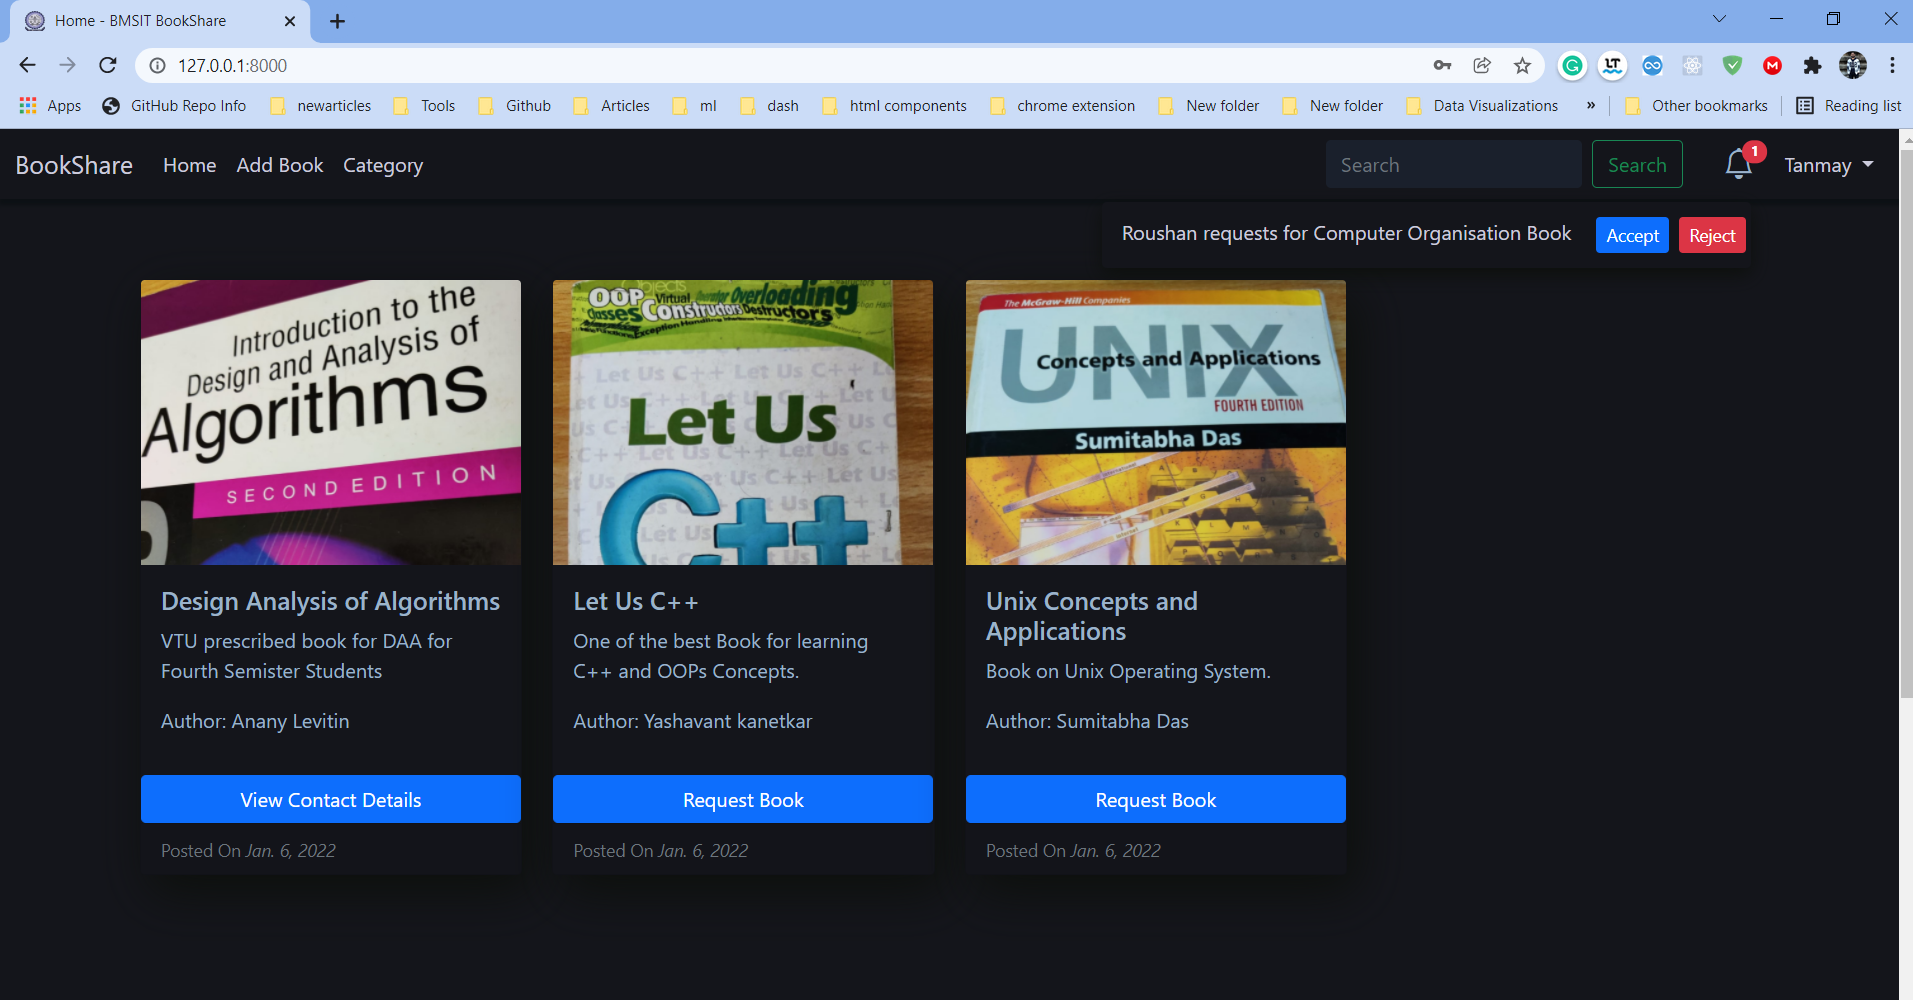 Home - BMSIT BookShare
127.0.0.1:8000
Apps GitHub Repo Info newarticles Tools Github Articles ml dash html components chrome extension New folder New folder Data Visualizations » Other bookmarks Reading list
BookShare Home Add Book Category Search Search 1 Tanmay
Roushan requests for Computer Organisation Book Accept Reject
Introduction to the
Design and Analysis of
Algorithms
SECOND EDITION
Design Analysis of Algorithms
VTU prescribed book for DAA for
Fourth Semister Students
Author: Anany Levitin
View Contact Details
Posted On Jan. 6, 2022
OOP Virtual Overloading
Classes Constructors Destructors
Exception Handling
Let Us C++ Let Us C++
Let Us
C++
Let Us C++
One of the best Book for learning
C++ and OOPs Concepts.
Author: Yashavant kanetkar
Request Book
Posted On Jan. 6, 2022
The McGraw-Hill Companies
UNIX
Concepts and Applications
FOURTH EDITION
Sumitabha Das
Unix Concepts and
Applications
Book on Unix Operating System.
Author: Sumitabha Das
Request Book
Posted On Jan. 6, 2022